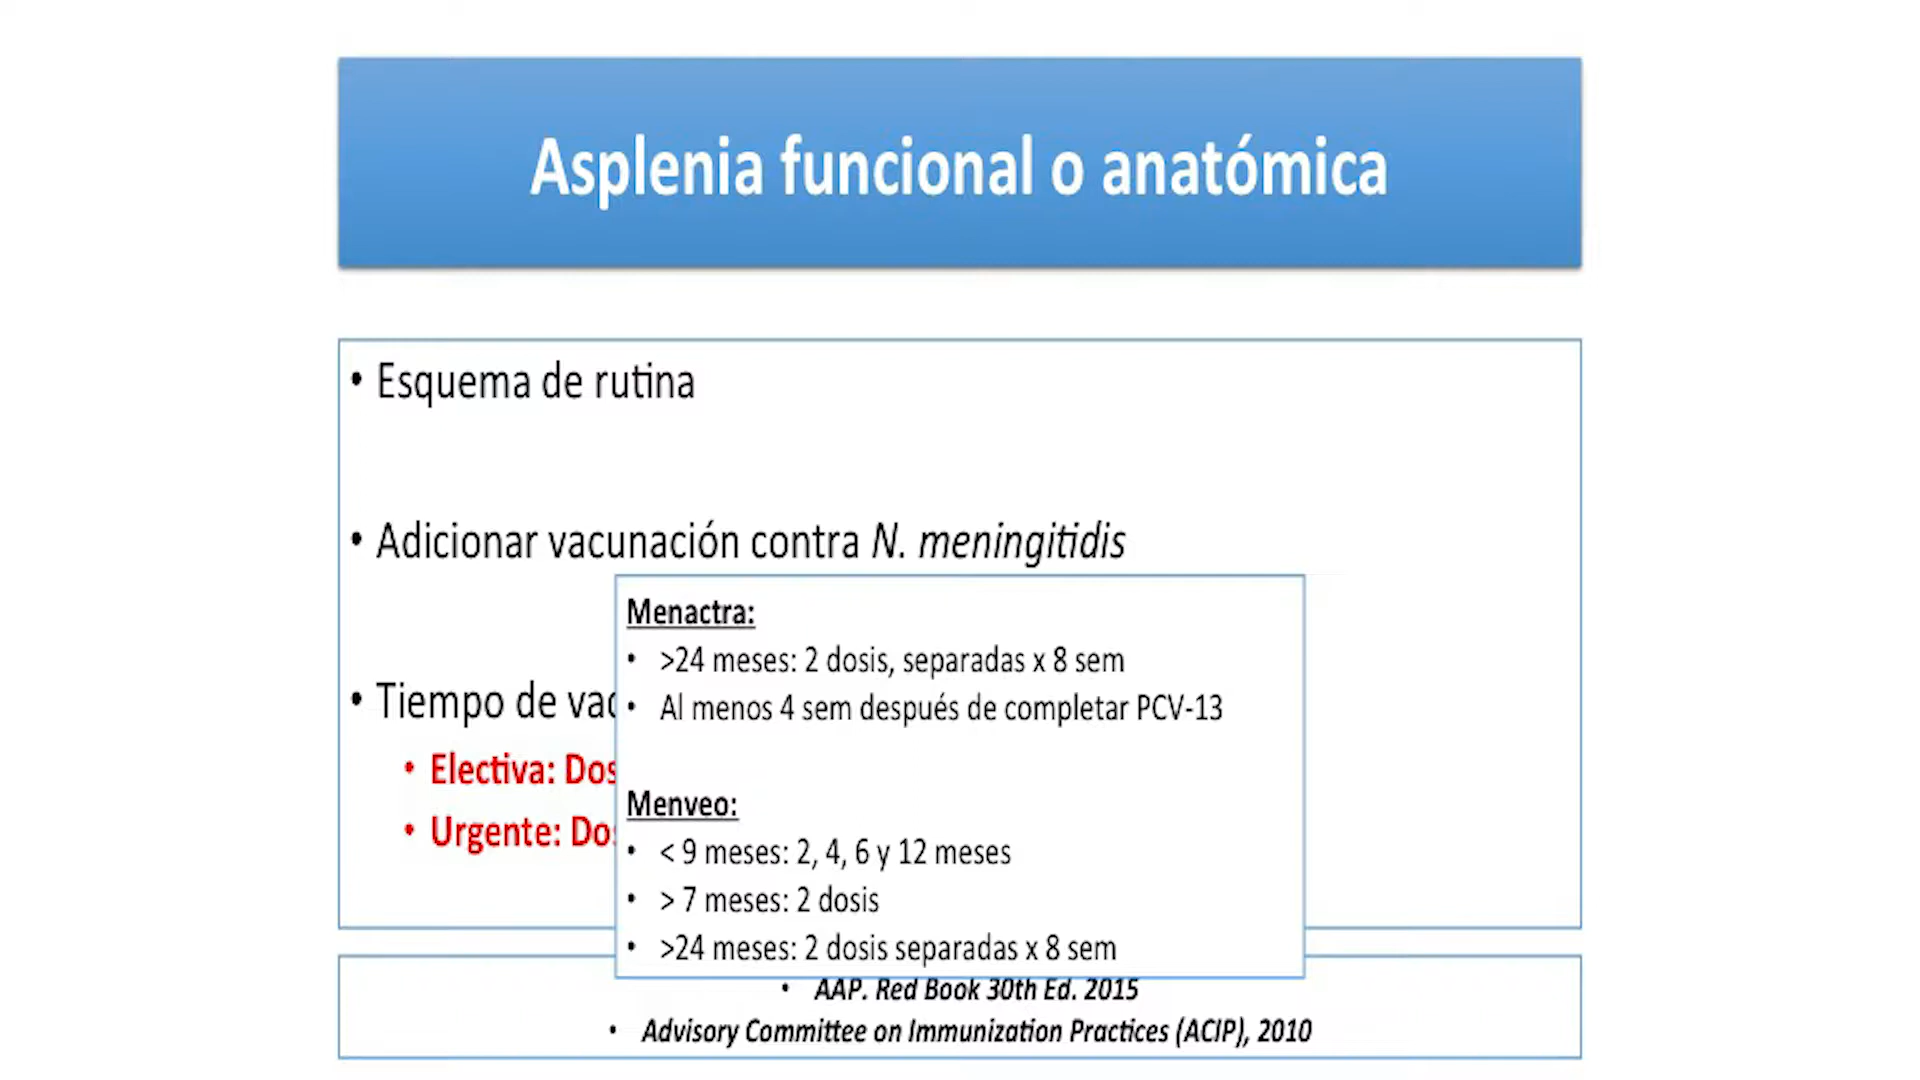 Asplenia funcional o anatómica
• Esquema de rutina
• Adicionar vacunación contra N. meningitidis
• Tiempo de
• Electiva:
• Urgente:
Menactra:
• >24 meses: 2 dosis, separadas x 8 sem
• Al menos 4 sem después de completar PCV-13
Menveo:
• < 9 meses: 2, 4, 6 y 12 meses
• > 7 meses: 2 dosis
• >24 meses: 2 dosis separadas x 8 sem
• AAP. Red Book 30th Ed. 2015
• Advisory Committee on Immunization Practices (ACIP), 2010